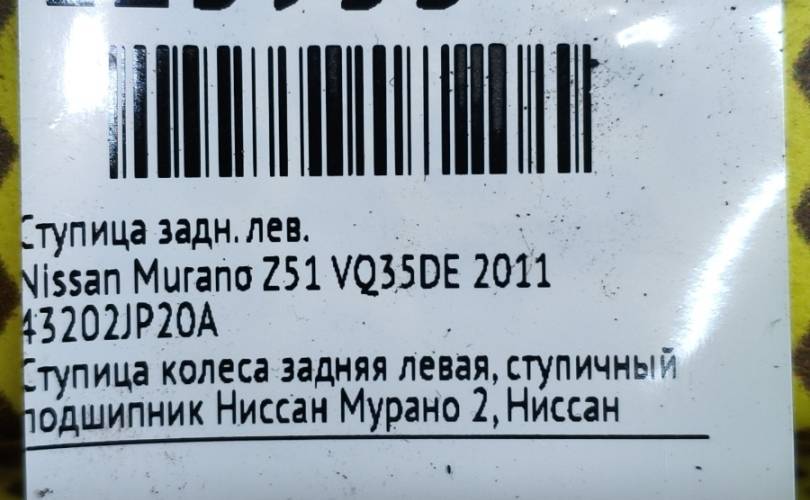 Ступица задн. лев.
Nissan Murano Z51 VQ35DE 2011
43202JP20A
Ступица колеса задняя левая, ступичный
подшипник Ниссан Мурано 2, Ниссан